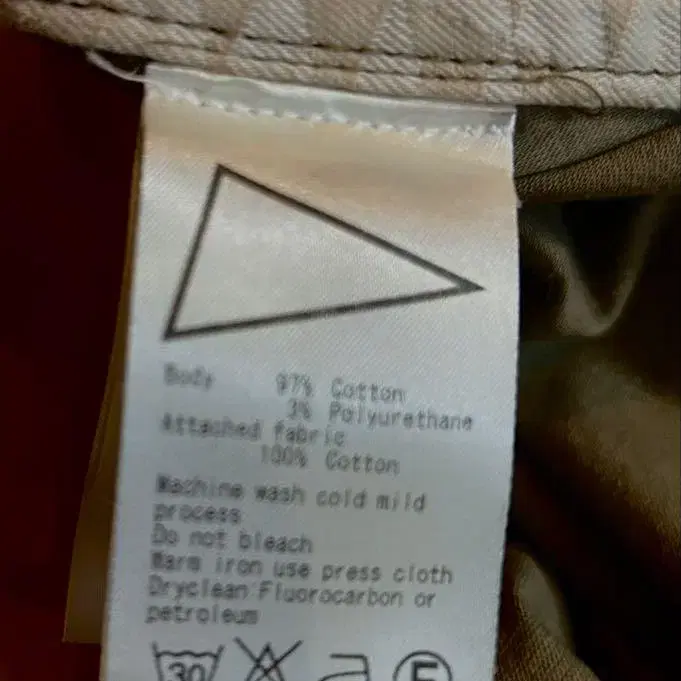 Body 97% Cotton
3% Polyurethane
Attached fabric
100% Cotton
Machine wash cold mild
process
Do not bleach
Warm iron use press cloth
Dryclean:Fluorocarbon or
petroleum
30 F